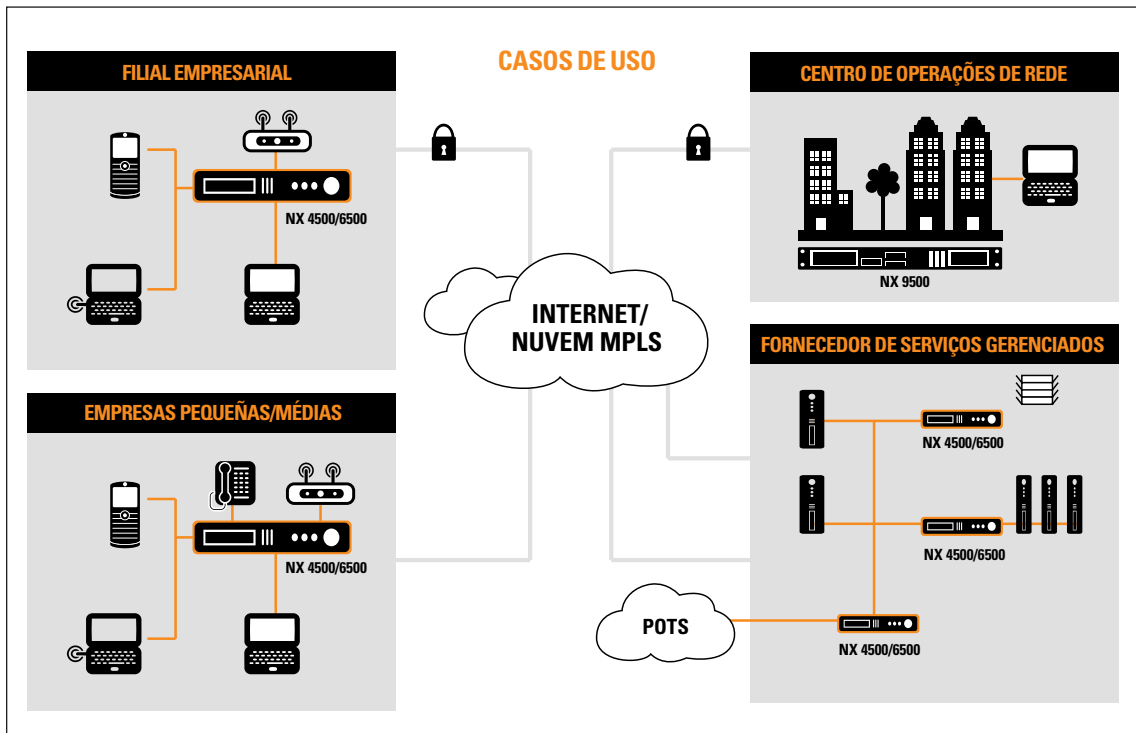 CASOS DE USO
FILIAL EMPRESARIAL
NX 4500/6500
EMPRESAS PEQUEÑAS/MÉDIAS
NX 4500/6500
INTERNET/
NUVEM MPLS
CENTRO DE OPERAÇÕES DE REDE
NX 9500
FORNECEDOR DE SERVIÇOS GERENCIADOS
NX 4500/6500
NX 4500/6500
POTS
NX 4500/6500